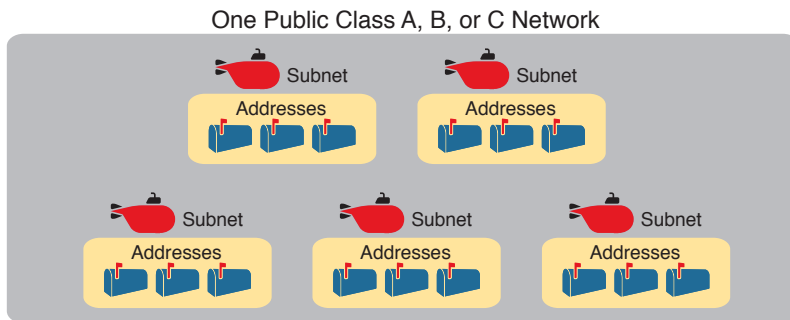 One Public Class A, B, or C Network
Subnet
Subnet
Addresses
Addresses
Subnet
Subnet
Subnet
Addresses
Addresses
Addresses